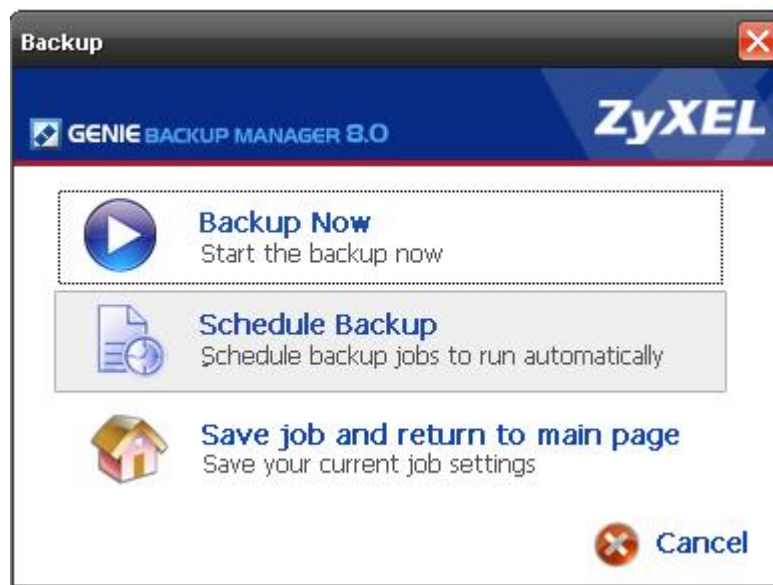 Backup
GENIE BACKUP MANAGER 8.0
ZyXEL
Backup Now
Start the backup now
Schedule Backup
Schedule backup jobs to run automatically
Save job and return to main page
Save your current job settings
Cancel